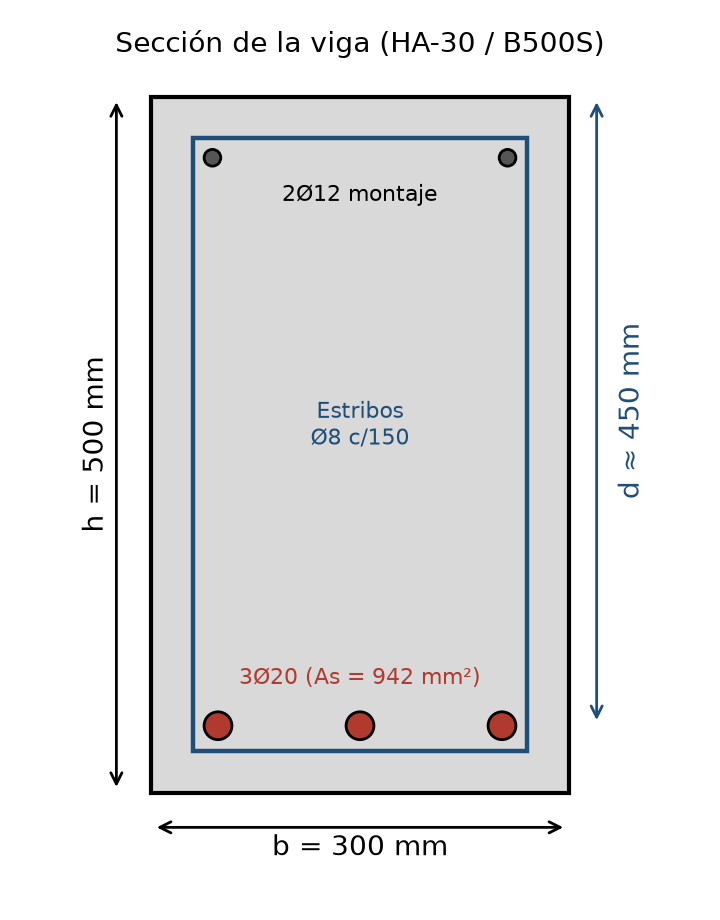 Sección de la viga (HA-30 / B500S)
2Ø12 montaje
h = 500 mm
d ≈ 450 mm
Estribos
Ø8 c/150
3Ø20 (As = 942 mm²)
b = 300 mm